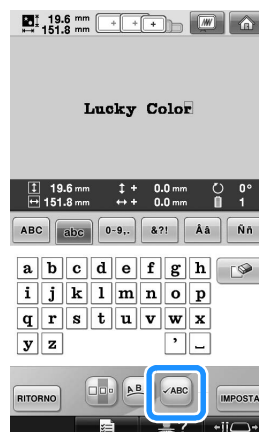 19.6 mm
151.8 mm
Lucky Color
19.6 mm + 0.0 mm 0°
151.8 mm + 0.0 mm 1
ABC abc 0-9,. &?! Åâ Ññ
a b c d e f g h
i j k l m n o p
q r s t u v w x
y z ' _
RITORNO A B ABC IMPOSTA